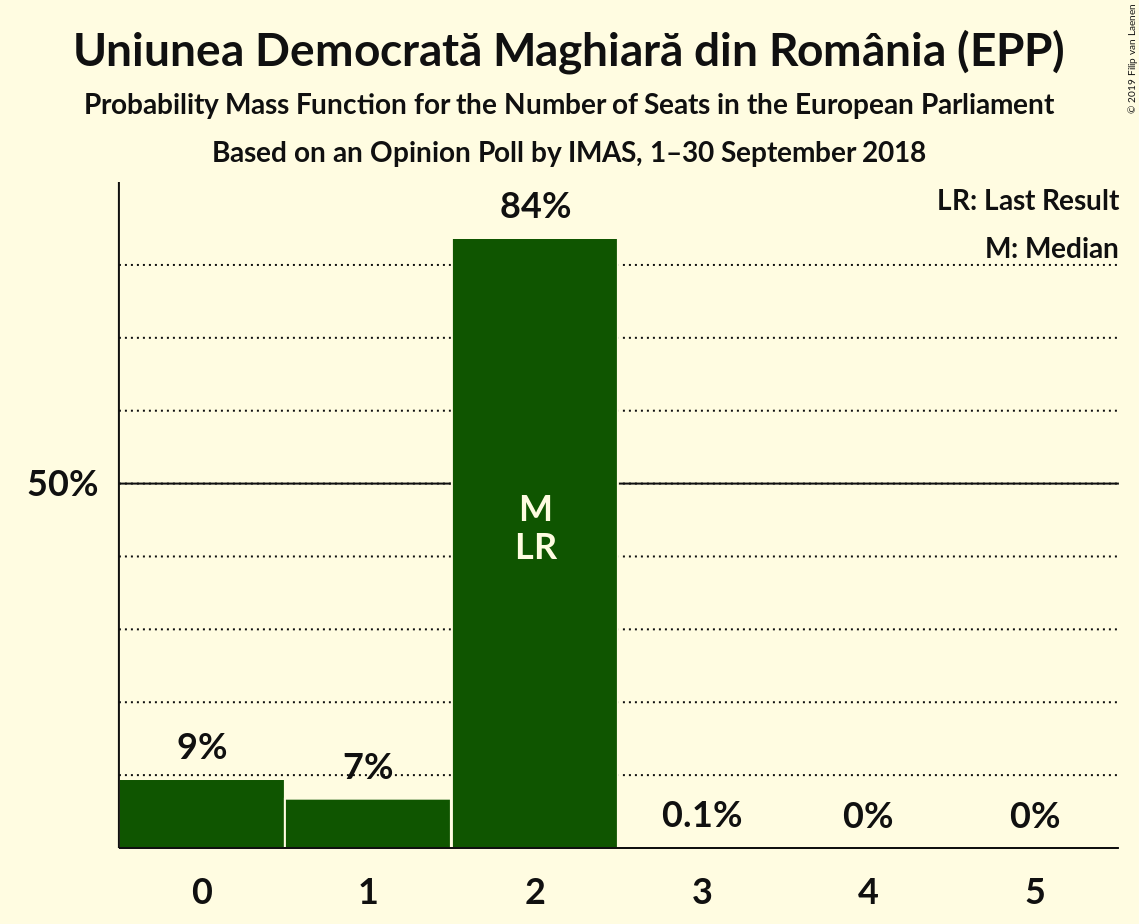 Uniunea Democrată Maghiară din România (EPP)
Probability Mass Function for the Number of Seats in the European Parliament
Based on an Opinion Poll by IMAS, 1–30 September 2018
© 2019 Filip van Laenen
LR: Last Result
M: Median
84%
50%
M
LR
9%
7%
0.1%
0%
0%
0
1
2
3
4
5